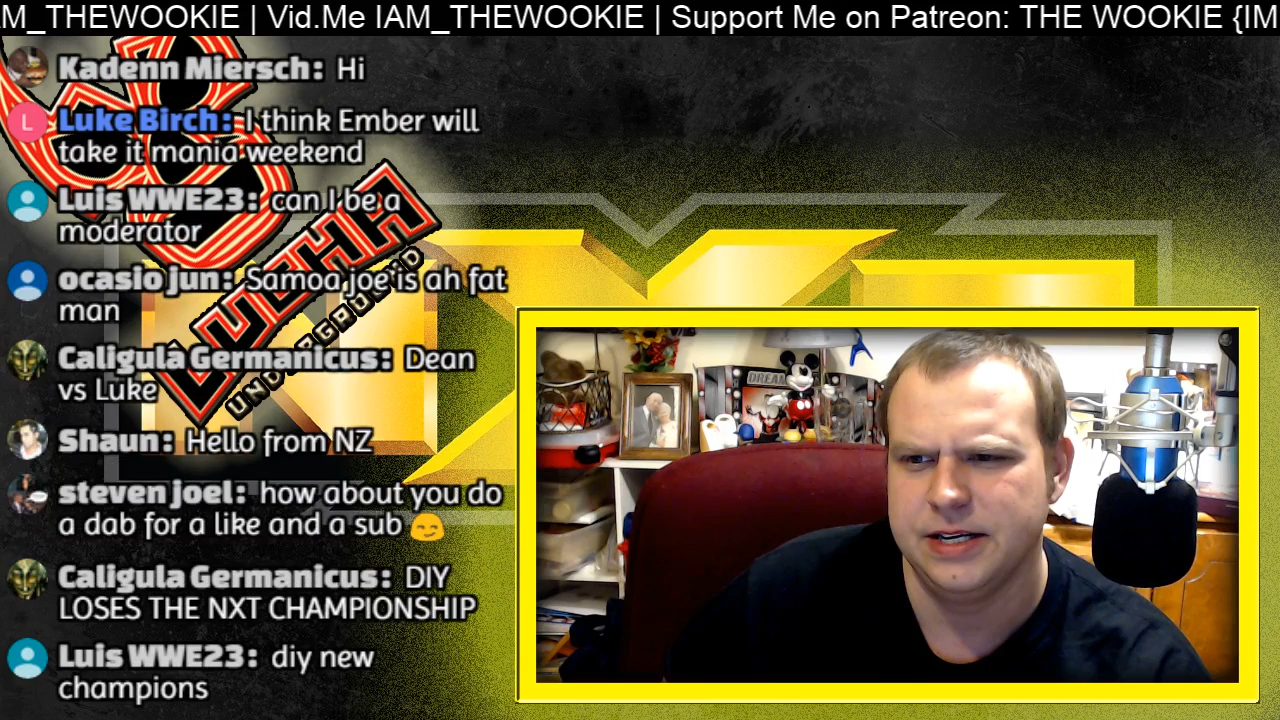 M_THEWOOKIE | Vid.Me IAM_THEWOOKIE | Support Me on Patreon: THE WOOKIE {IM
Kadenn Miersch: Hi
L
Luke Birch: I think Ember will
take it mania weekend
Luis WWE23: can I be a
moderator
ocasio jun: Samoa joe is ah fat
man
Caligula Germanicus: Dean
vs Luke
Shaun: Hello from NZ
steven joel: how about you do
a dab for a like and a sub 😊
Caligula Germanicus: DIY
LOSES THE NXT CHAMPIONSHIP
Luis WWE23: diy new
champions
LUCHA
UNDERGROUND
NXT
DREAM